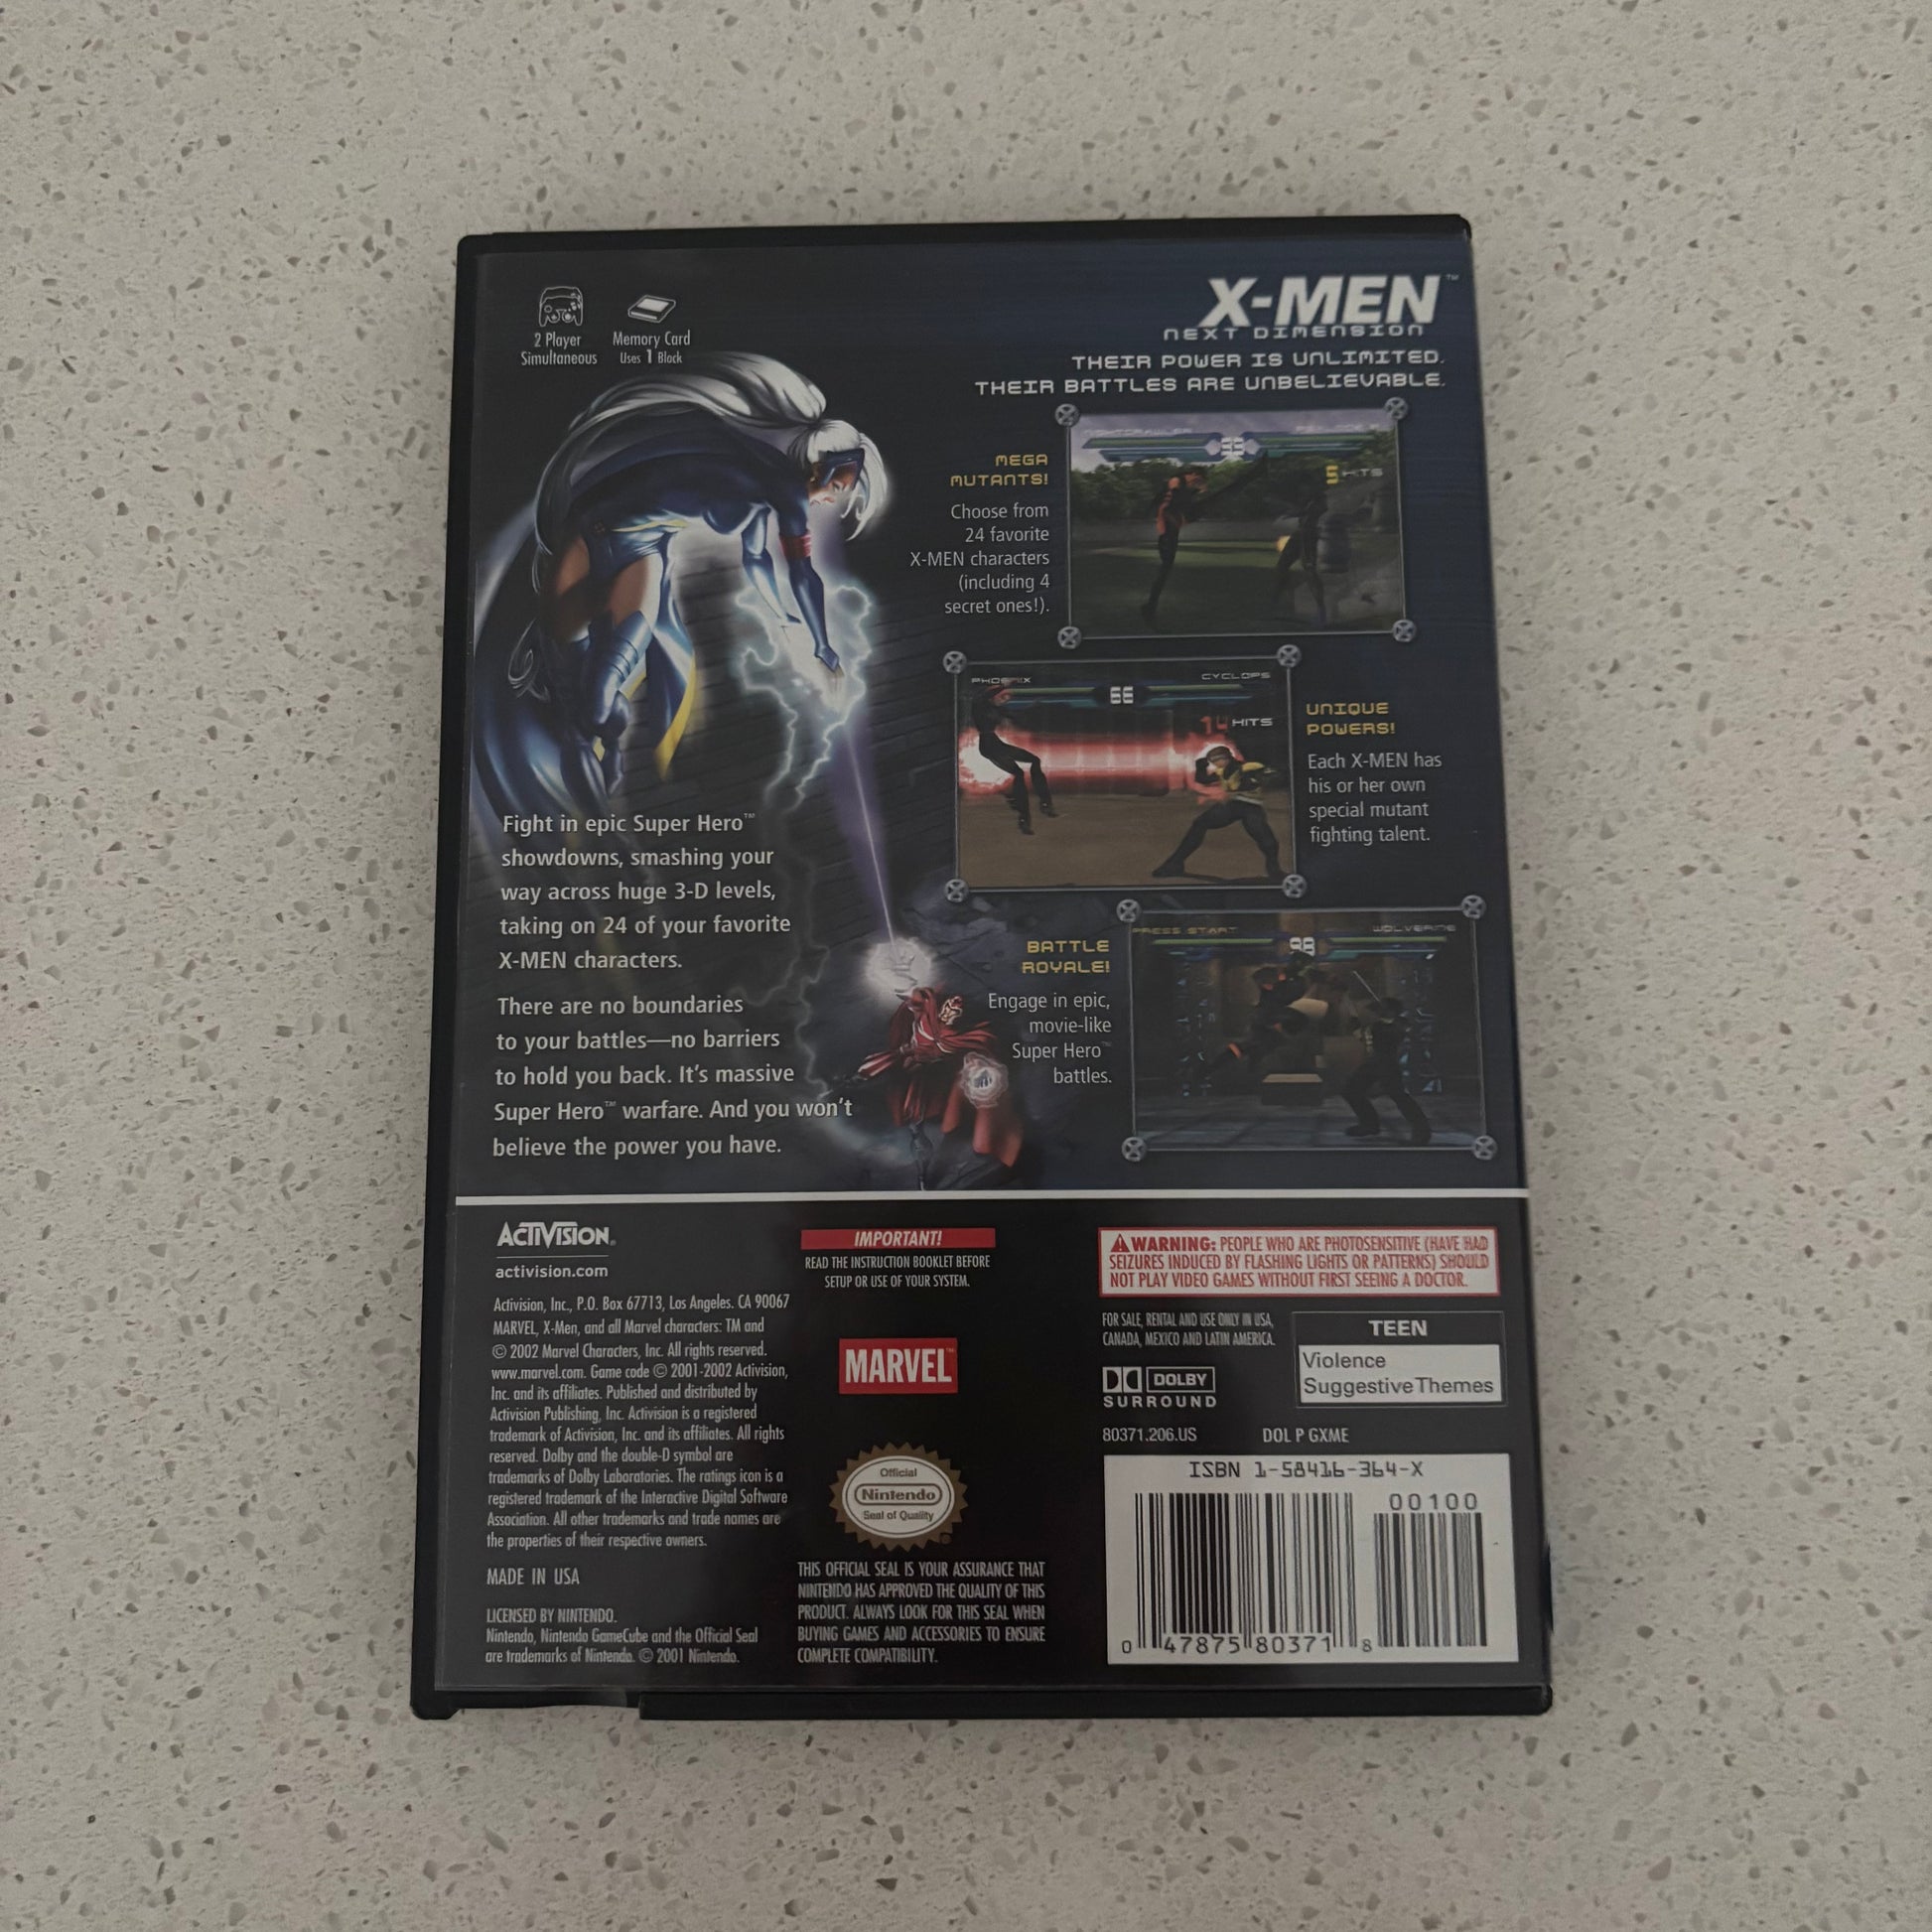 2 Player
Simultaneous
Memory Card
Uses 1 Block
X-MEN™
NEXT DIMENSION
THEIR POWER IS UNLIMITED.
THEIR BATTLES ARE UNBELIEVABLE.
MEGA
MUTANTS!
Choose from
24 favorite
X-MEN characters
(including 4
secret ones!).
NIGHTCRAWLER
5 HITS
PHOENIX
CYCLOPS
66
14 HITS
UNIQUE
POWERS!
Each X-MEN has
his or her own
special mutant
fighting talent.
Fight in epic Super Hero™
showdowns, smashing your
way across huge 3-D levels,
taking on 24 of your favorite
X-MEN characters.
There are no boundaries
to your battles—no barriers
to hold you back. It's massive
Super Hero™ warfare. And you won't
believe the power you have.
BATTLE
ROYALE!
Engage in epic,
movie-like
Super Hero™
battles.
PRESS START
WOLVERINE
98
ACTIVISION®
activision.com
Activision, Inc., P.O. Box 67713, Los Angeles. CA 90067
MARVEL, X-Men, and all Marvel characters: TM and
© 2002 Marvel Characters, Inc. All rights reserved.
www.marvel.com. Game code © 2001-2002 Activision,
Inc. and its affiliates. Published and distributed by
Activision Publishing, Inc. Activision is a registered
trademark of Activision, Inc. and its affiliates. All rights
reserved. Dolby and the double-D symbol are
trademarks of Dolby Laboratories. The ratings icon is a
registered trademark of the Interactive Digital Software
Association. All other trademarks and trade names are
the properties of their respective owners.
MADE IN USA
LICENSED BY NINTENDO.
Nintendo, Nintendo GameCube and the Official Seal
are trademarks of Nintendo. © 2001 Nintendo.
IMPORTANT!
READ THE INSTRUCTION BOOKLET BEFORE
SETUP OR USE OF YOUR SYSTEM.
MARVEL™
Official
Nintendo
Seal of Quality
THIS OFFICIAL SEAL IS YOUR ASSURANCE THAT
NINTENDO HAS APPROVED THE QUALITY OF THIS
PRODUCT. ALWAYS LOOK FOR THIS SEAL WHEN
BUYING GAMES AND ACCESSORIES TO ENSURE
COMPLETE COMPATIBILITY.
WARNING: PEOPLE WHO ARE PHOTOSENSITIVE (HAVE HAD
SEIZURES INDUCED BY FLASHING LIGHTS OR PATTERNS) SHOULD
NOT PLAY VIDEO GAMES WITHOUT FIRST SEEING A DOCTOR.
FOR SALE, RENTAL AND USE ONLY IN USA,
CANADA, MEXICO AND LATIN AMERICA.
DOLBY
SURROUND
TEEN
Violence
Suggestive Themes
80371.206.US
DOL P GXME
ISBN 1-58416-364-X
00100
0 47875 80371 8